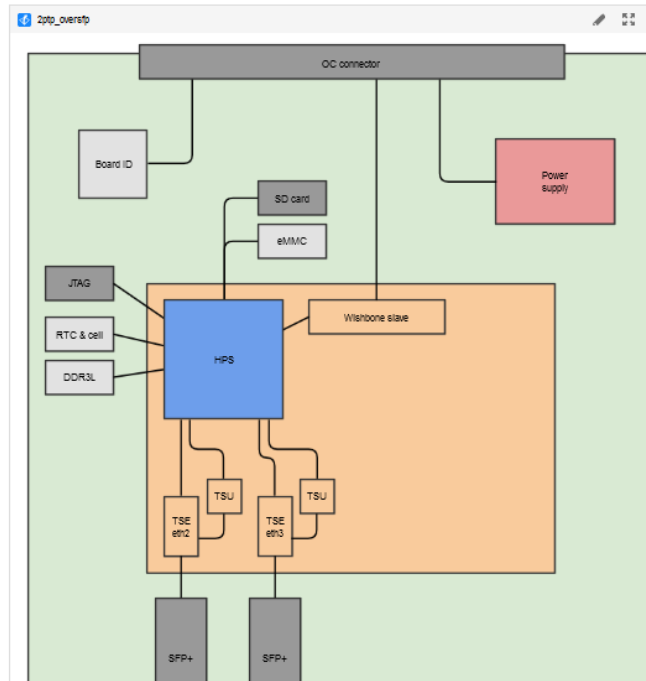 2ptp_oversfp
OC connector
Board ID
Power
supply
SD card
eMMC
JTAG
RTC & cell
DDR3L
HPS
Wishbone slave
TSU
TSU
TSE
eth2
TSE
eth3
SFP+
SFP+